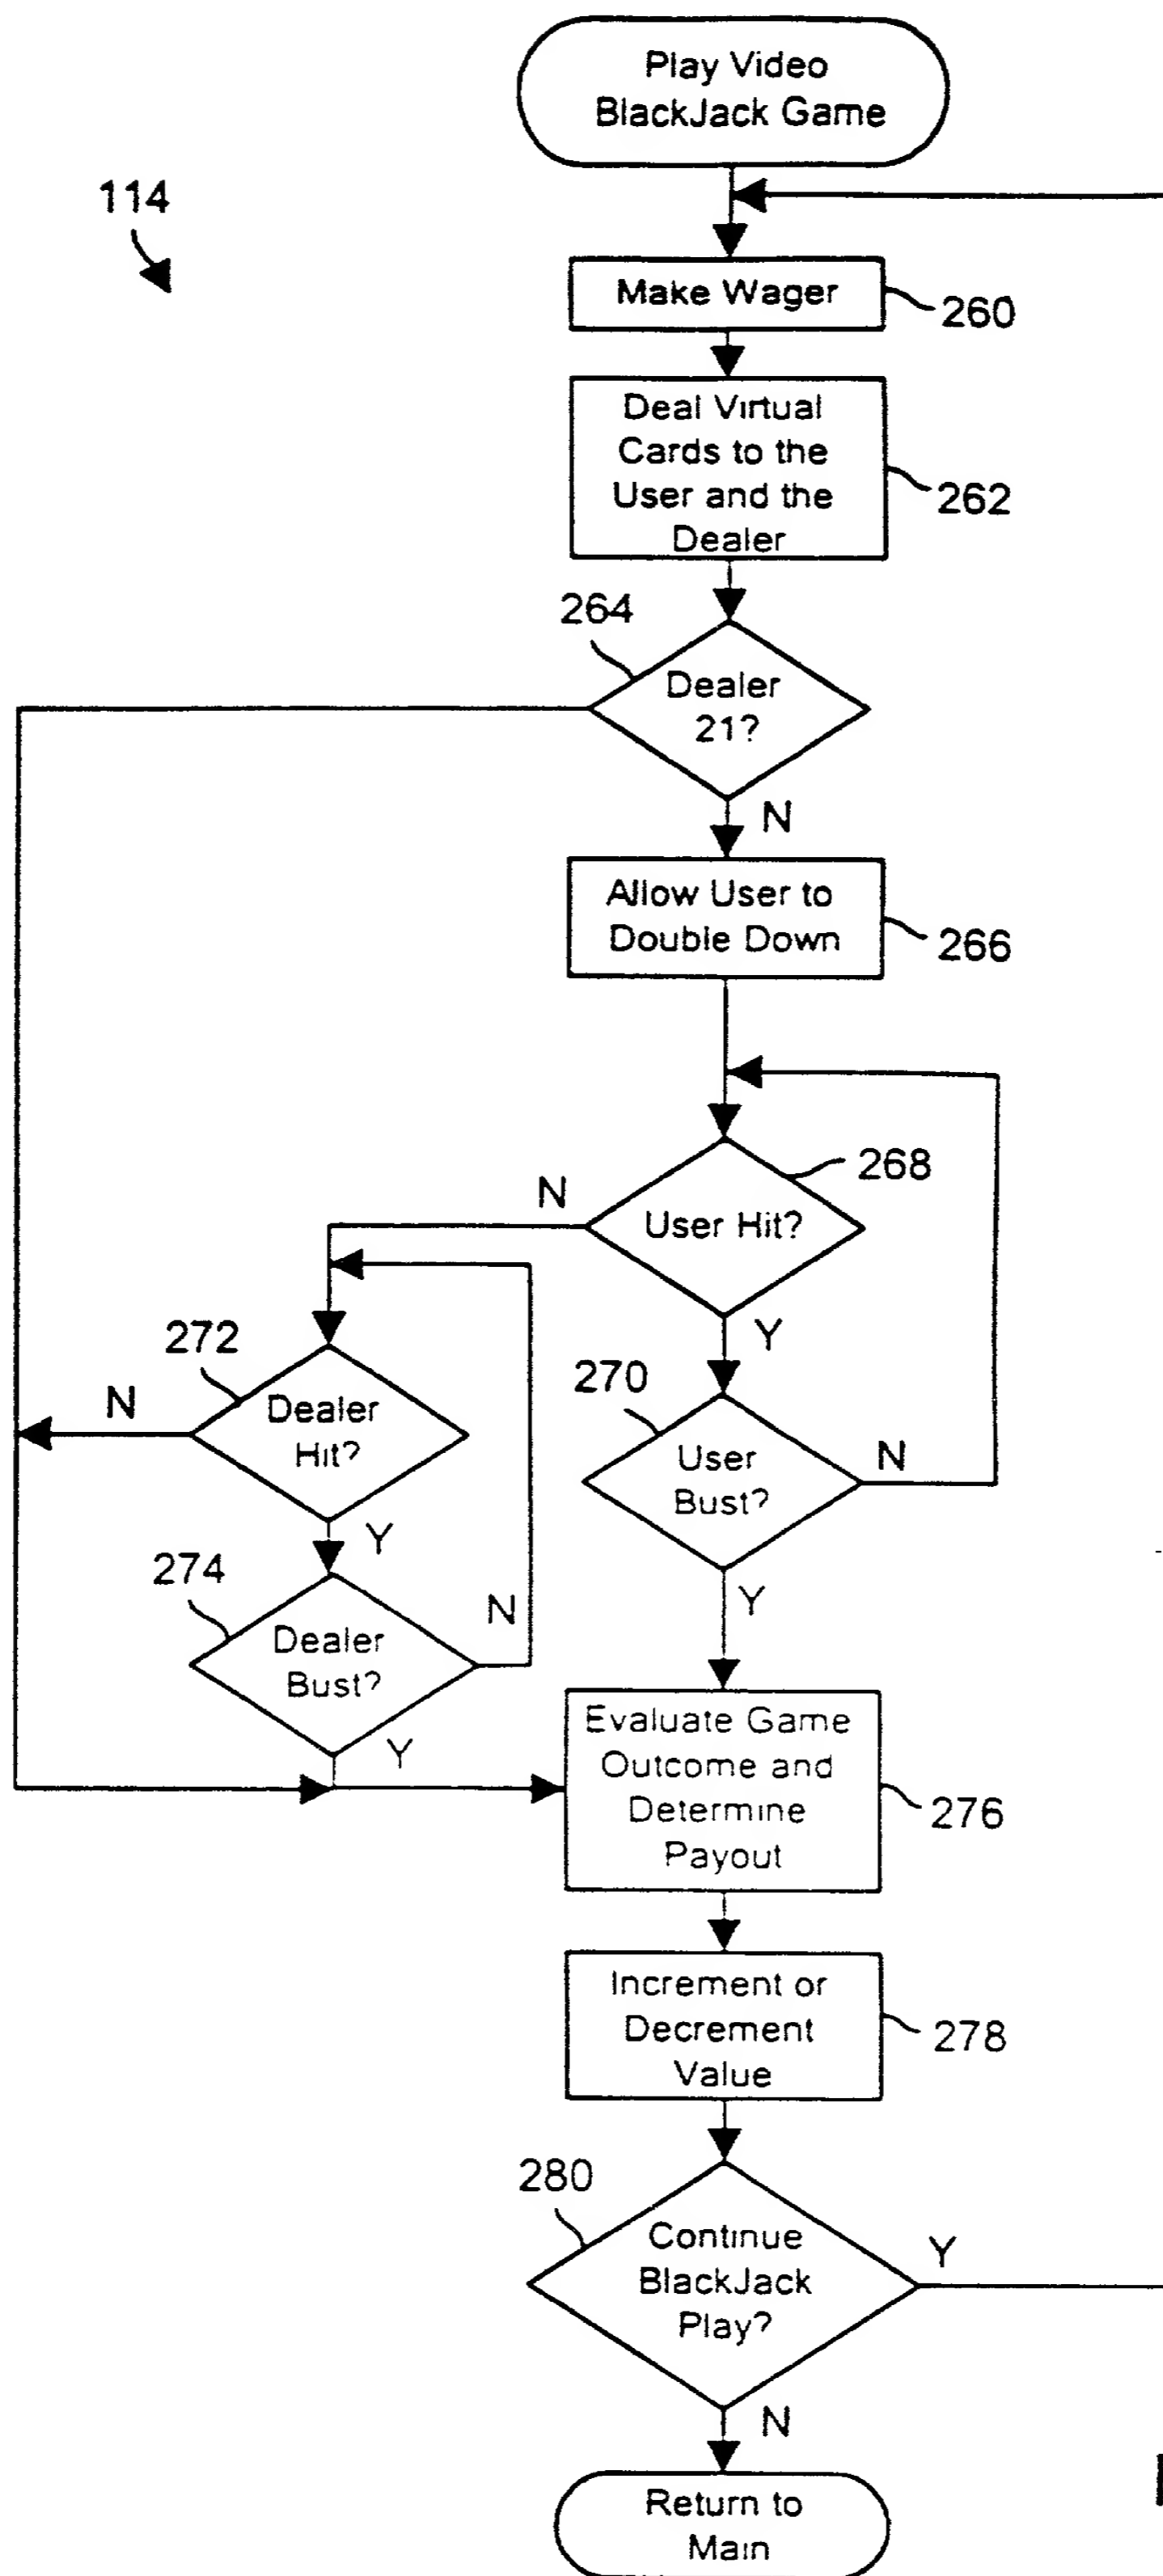 Play Video
BlackJack Game
114
Make Wager
260
Deal Virtual
Cards to the
User and the
Dealer
262
264
Dealer
21?
N
Allow User to
Double Down
266
268
N
User Hit?
Y
272
N
Dealer
Hit?
Y
270
User
Bust?
N
Y
274
Dealer
Bust?
N
Y
Evaluate Game
Outcome and
Determine
Payout
276
Increment or
Decrement
Value
278
280
Continue
BlackJack
Play?
Y
N
Return to
Main